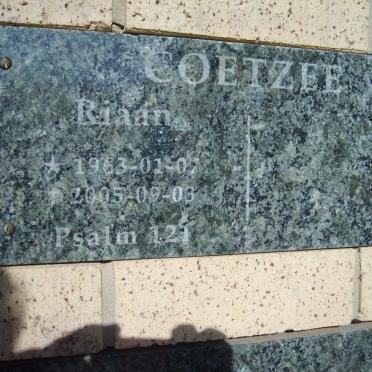 COETZEE
Riaan
* 1963-01-07
† 2005-09-03
Psalm 121